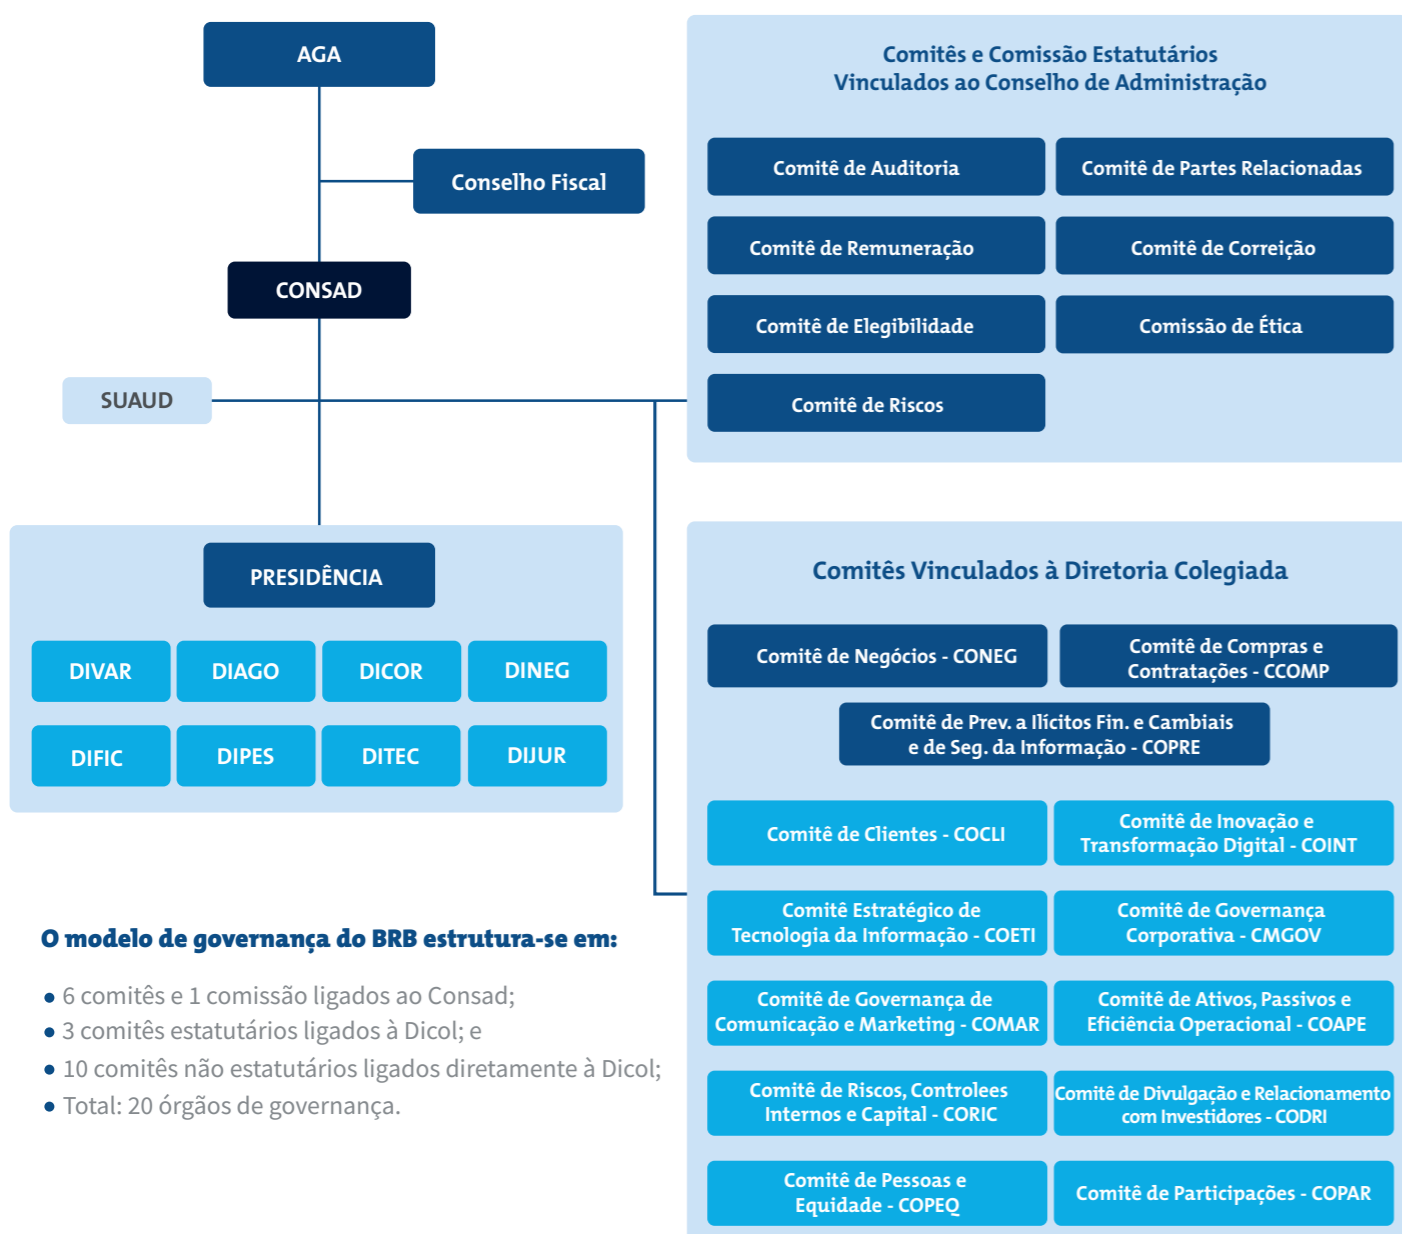 AGA
Conselho Fiscal
CONSAD
SUAUD
Comitês e Comissão Estatutários
Vinculados ao Conselho de Administração
Comitê de Auditoria
Comitê de Partes Relacionadas
Comitê de Remuneração
Comitê de Correição
Comitê de Elegibilidade
Comissão de Ética
Comitê de Riscos
PRESIDÊNCIA
DIVAR
DIAGO
DICOR
DINEG
DIFIC
DIPES
DITEC
DIJUR
Comitês Vinculados à Diretoria Colegiada
Comitê de Negócios - CONEG
Comitê de Compras e
Contratações - CCOMP
Comitê de Prev. a Ilícitos Fin. e Cambiais
e de Seg. da Informação - COPRE
Comitê de Clientes - COCLI
Comitê de Inovação e
Transformação Digital - COINT
Comitê Estratégico de
Tecnologia da Informação - COETI
Comitê de Governança
Corporativa - CMGOV
Comitê de Governança de
Comunicação e Marketing - COMAR
Comitê de Ativos, Passivos e
Eficiência Operacional - COAPE
Comitê de Riscos, Controlees
Internos e Capital - CORIC
Comitê de Divulgação e Relacionamento
com Investidores - CODRI
Comitê de Pessoas e
Equidade - COPEQ
Comitê de Participações - COPAR
O modelo de governança do BRB estrutura-se em:
• 6 comitês e 1 comissão ligados ao Consad;
• 3 comitês estatutários ligados à Dicol; e
• 10 comitês não estatutários ligados diretamente à Dicol;
• Total: 20 órgãos de governança.